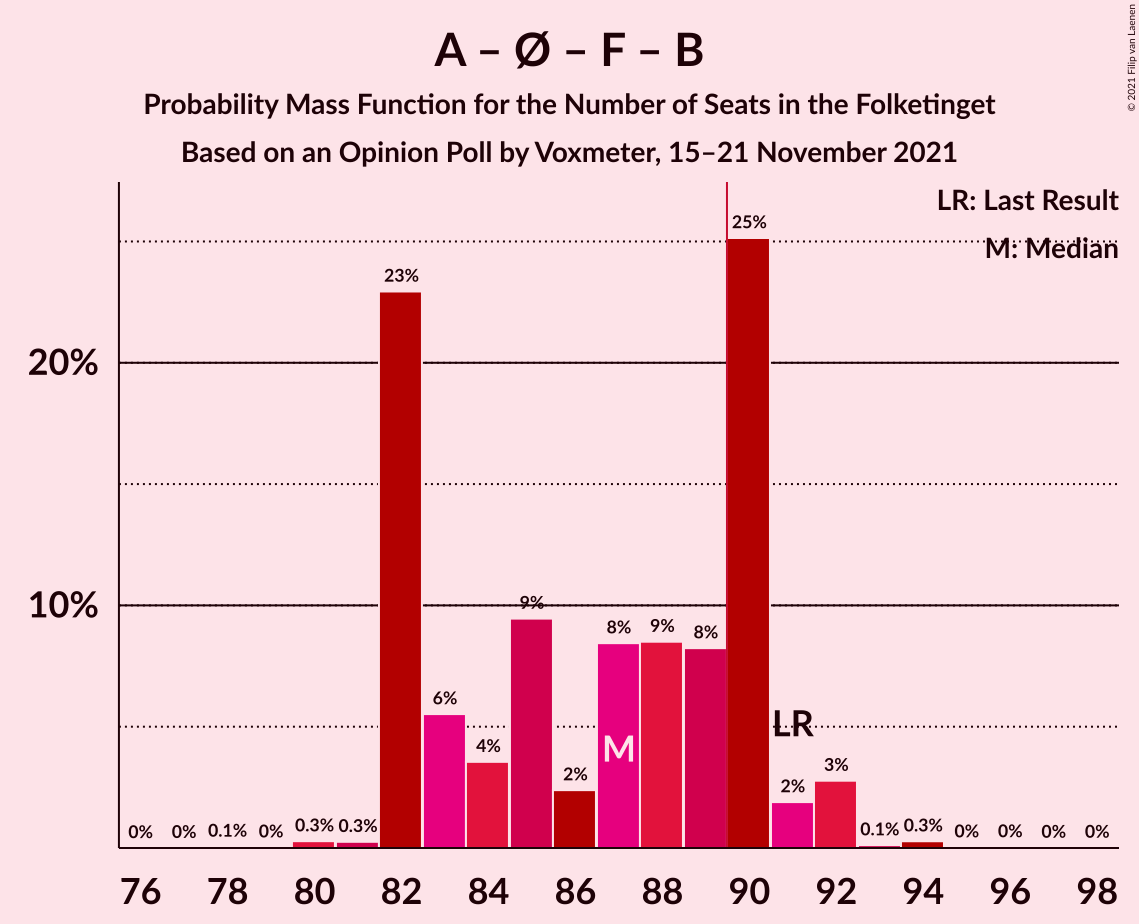 A – Ø – F – B
Probability Mass Function for the Number of Seats in the Folketinget
Based on an Opinion Poll by Voxmeter, 15–21 November 2021
© 2021 Filip van Laenen
LR: Last Result
M: Median
20%
10%
0%
0%
0.1%
0%
0.3%
0.3%
23%
6%
4%
9%
2%
8%
9%
8%
25%
2%
3%
0.1%
0.3%
0%
0%
0%
0%
M
LR
76 78 80 82 84 86 88 90 92 94 96 98